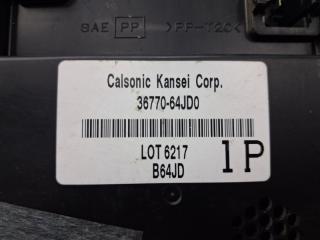 SAE PP >PP-T20<
Calsonic Kansei Corp.
36770-64JD0
LOT 6217
B64JD
1P